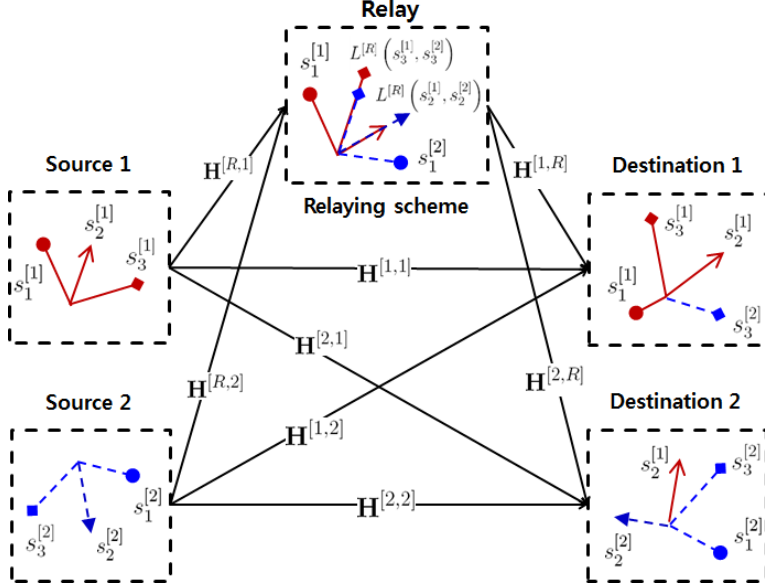 Relay
s_1^{[1]}
L^{[R]}(s_3^{[1]}, s_3^{[2]})
L^{[R]}(s_2^{[1]}, s_2^{[2]})
s_1^{[2]}
Relaying scheme
Source 1
s_1^{[1]}
s_2^{[1]}
s_3^{[1]}
Destination 1
s_3^{[1]}
s_2^{[1]}
s_1^{[1]}
s_3^{[2]}
H^{[R,1]}
H^{[1,R]}
H^{[1,1]}
H^{[2,1]}
H^{[R,2]}
H^{[2,R]}
H^{[1,2]}
H^{[2,2]}
Source 2
s_3^{[2]}
s_2^{[2]}
s_1^{[2]}
Destination 2
s_2^{[1]}
s_3^{[2]}
s_2^{[2]}
s_1^{[2]}